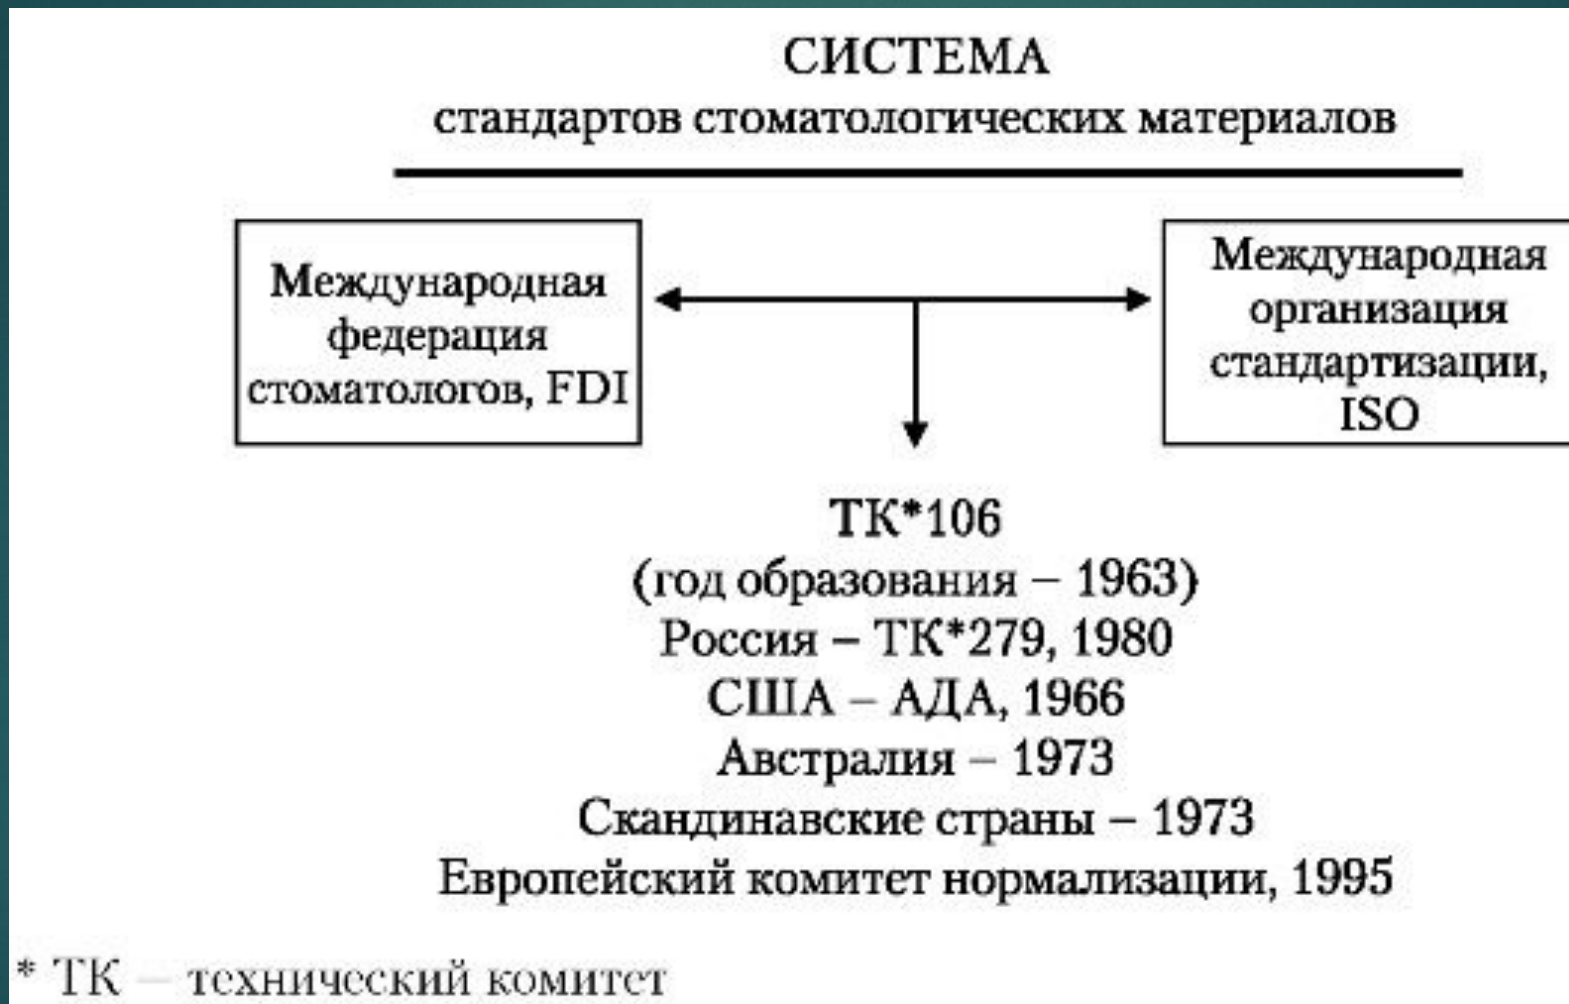 СИСТЕМА
стандартов стоматологических материалов
Международная
федерация
стоматологов, FDI
Международная
организация
стандартизации,
ISO
ТК*106
(год образования – 1963)
Россия – ТК*279, 1980
США – АДА, 1966
Австралия – 1973
Скандинавские страны – 1973
Европейский комитет нормализации, 1995
* ТК – технический комитет